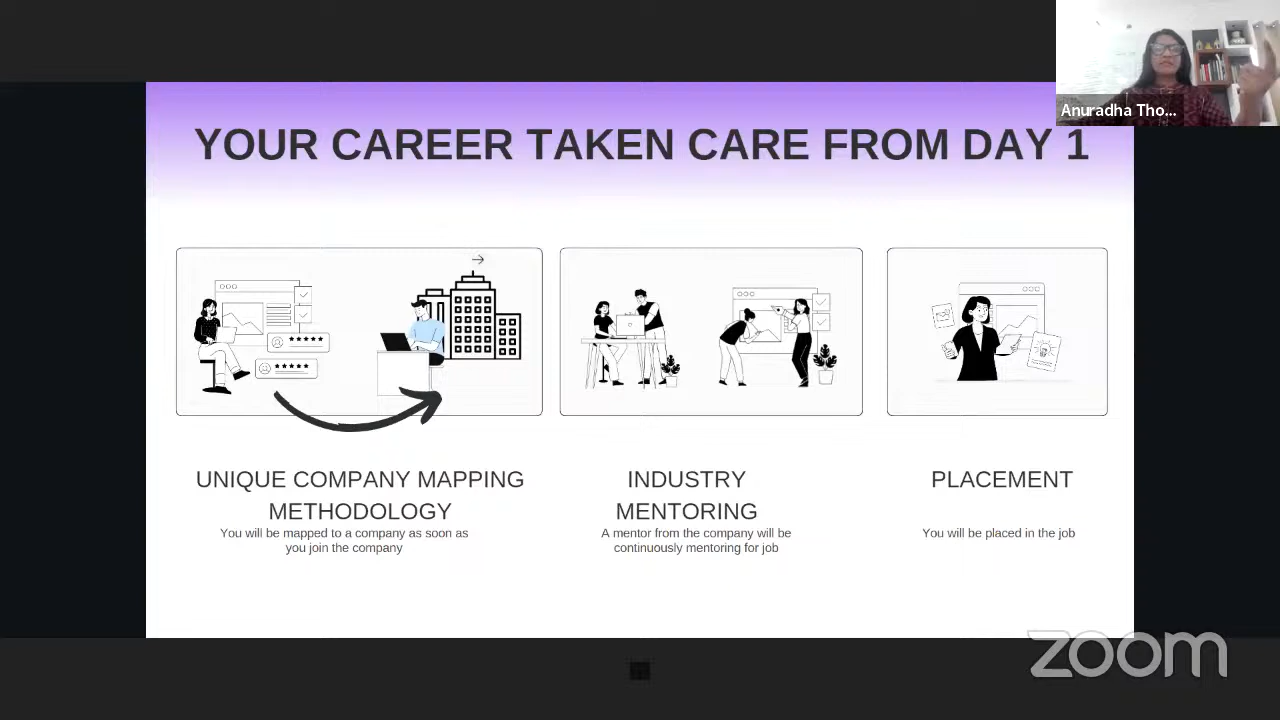 Anuradha Tho...
YOUR CAREER TAKEN CARE FROM DAY 1
UNIQUE COMPANY MAPPING
METHODOLOGY
You will be mapped to a company as soon as
you join the company
INDUSTRY
MENTORING
A mentor from the company will be
continuously mentoring for job
PLACEMENT
You will be placed in the job
zoom